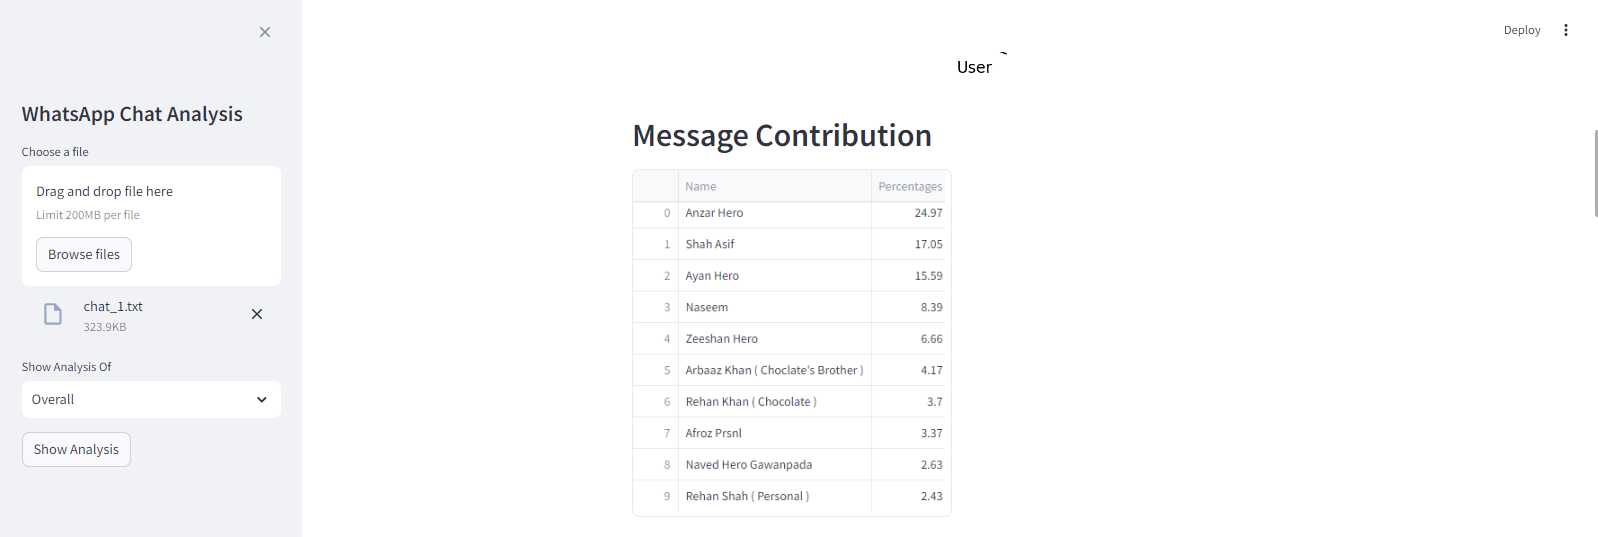 Deploy
WhatsApp Chat Analysis
Choose a file
Drag and drop file here
Limit 200MB per file
Browse files
chat_1.txt
323.9KB
Show Analysis Of
Overall
Show Analysis
User
Message Contribution
Name Percentages
0 Anzar Hero 24.97
1 Shah Asif 17.05
2 Ayan Hero 15.59
3 Naseem 8.39
4 Zeeshan Hero 6.66
5 Arbaaz Khan ( Choclate's Brother ) 4.17
6 Rehan Khan ( Chocolate ) 3.7
7 Afroz Prsnl 3.37
8 Naved Hero Gawanpada 2.63
9 Rehan Shah ( Personal ) 2.43